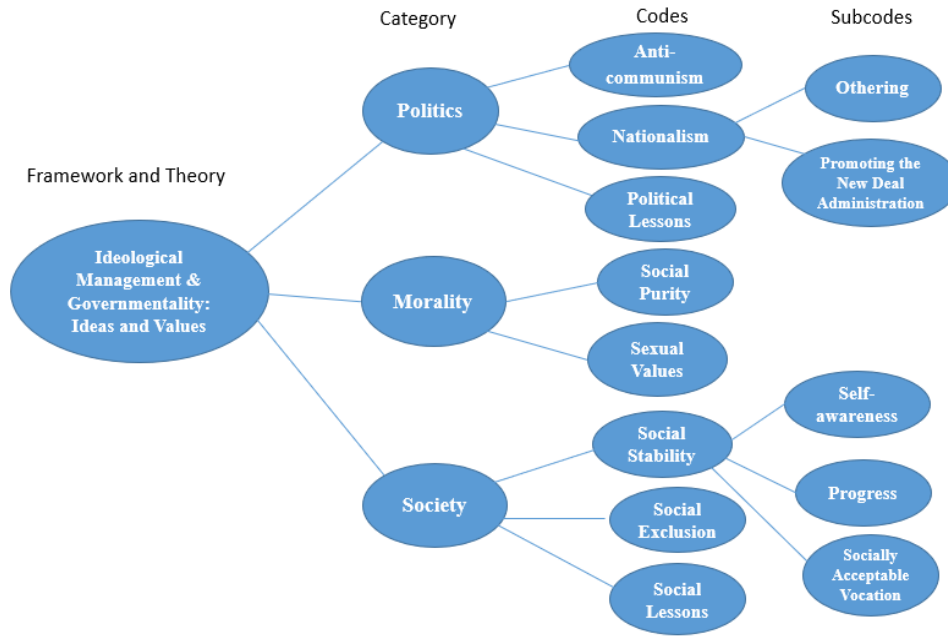 Category
Codes
Subcodes
Framework and Theory
Ideological
Management &
Governmentality:
Ideas and Values
Politics
Anti-
communism
Nationalism
Othering
Promoting the
New Deal
Administration
Political
Lessons
Morality
Social
Purity
Sexual
Values
Society
Social
Stability
Self-
awareness
Progress
Socially
Acceptable
Vocation
Social
Exclusion
Social
Lessons